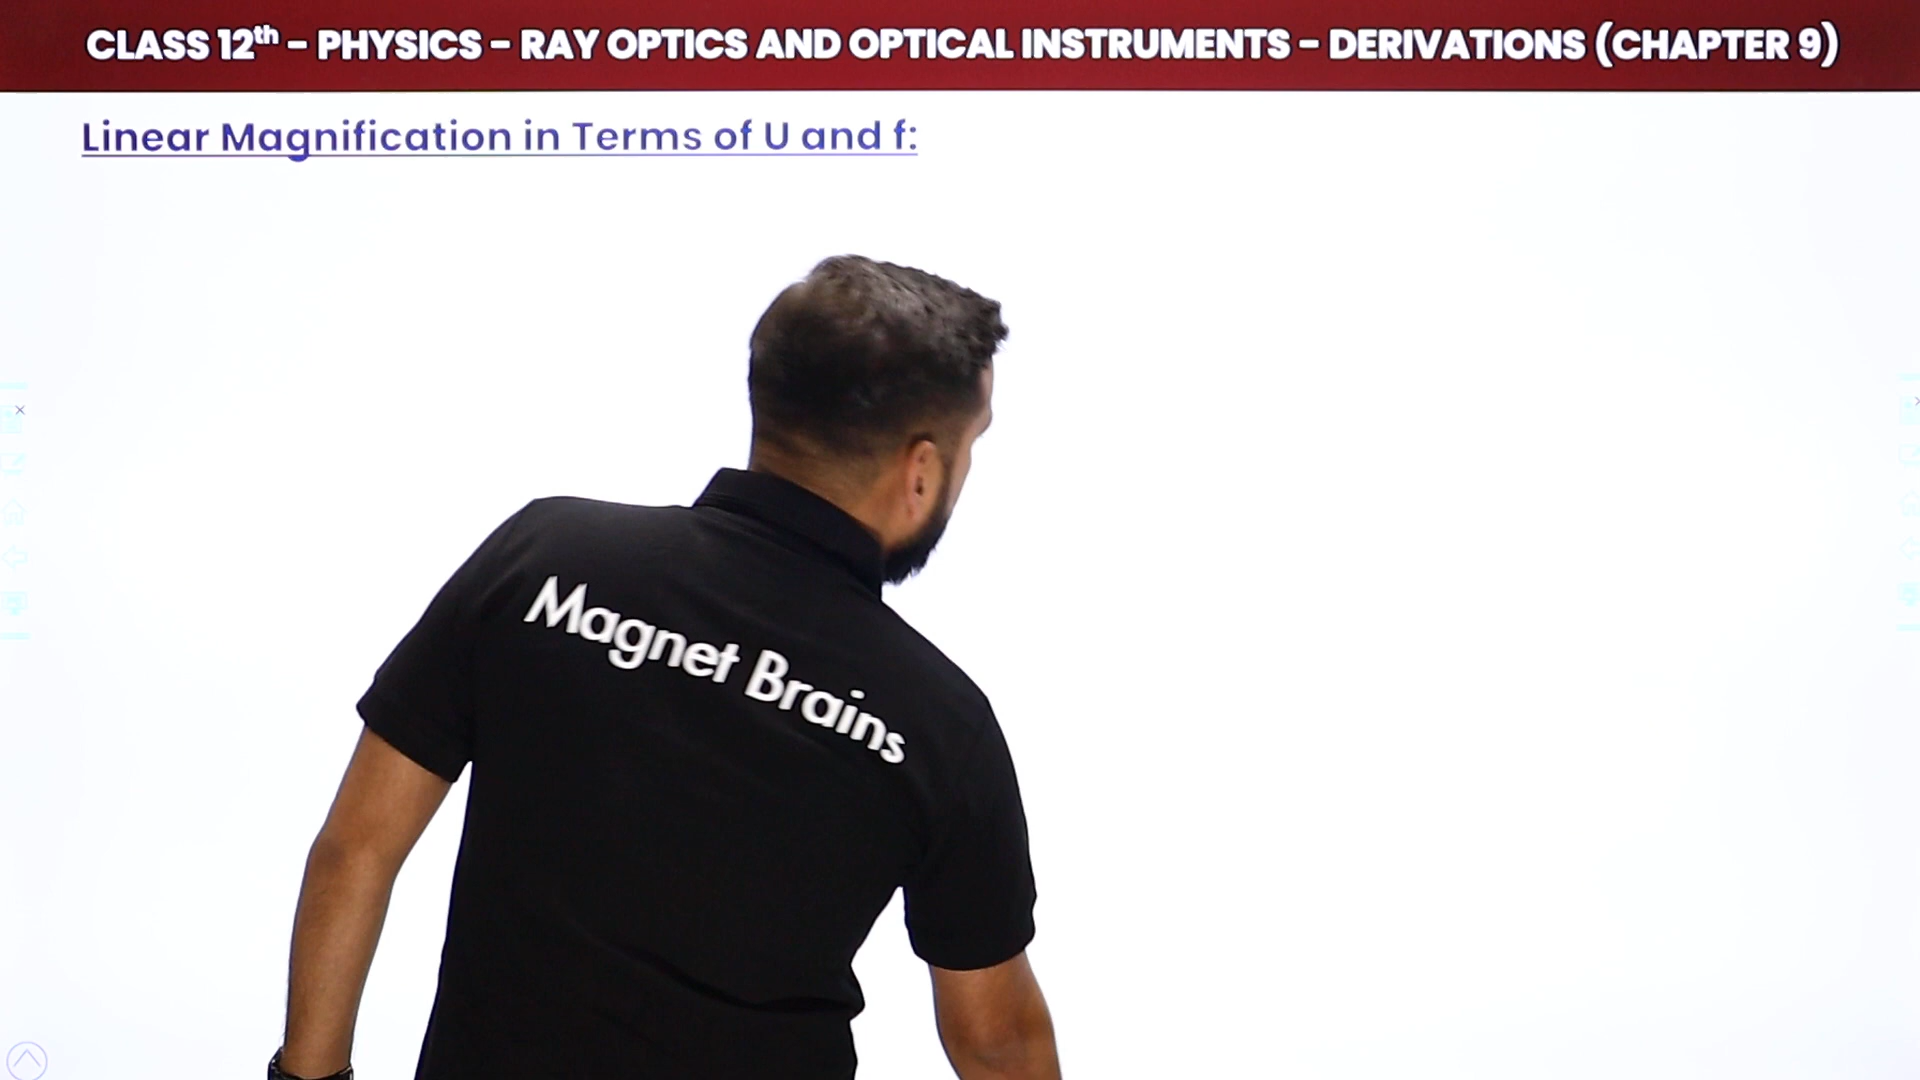 CLASS 12th – PHYSICS – RAY OPTICS AND OPTICAL INSTRUMENTS – DERIVATIONS (CHAPTER 9)
Linear Magnification in Terms of U and f:
Magnet Brains